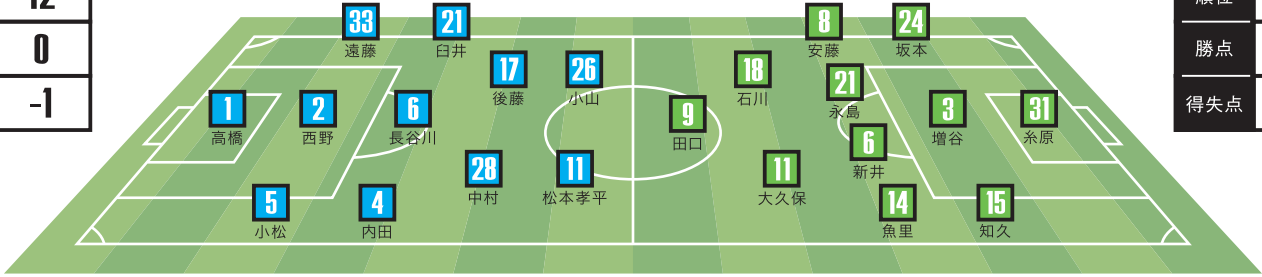 0
-1
33
遠藤
21
臼井
17
後藤
26
小山
1
高橋
2
西野
6
長谷川
28
中村
11
松本孝平
5
小松
4
内田
8
安藤
24
坂本
18
石川
21
永島
9
田口
3
増谷
31
糸原
6
新井
11
大久保
14
魚里
15
知久
勝点
得失点